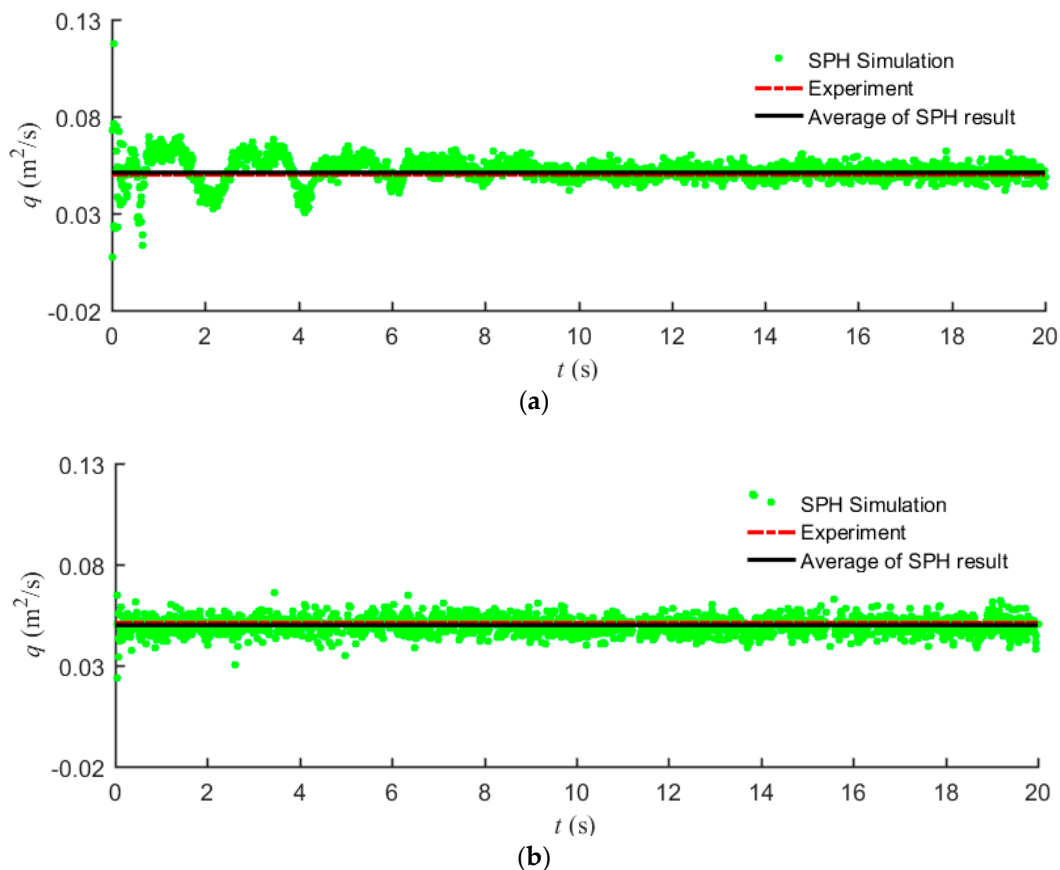 0.13
SPH Simulation
Experiment
0.08
Average of SPH result
q (m²/s)
0.03
-0.02
0 2 4 6 8 10 12 14 16 18 20
t (s)
(a)
0.13
SPH Simulation
Experiment
Average of SPH result
0.08
q (m²/s)
0.03
-0.02
0 2 4 6 8 10 12 14 16 18 20
t (s)
(b)